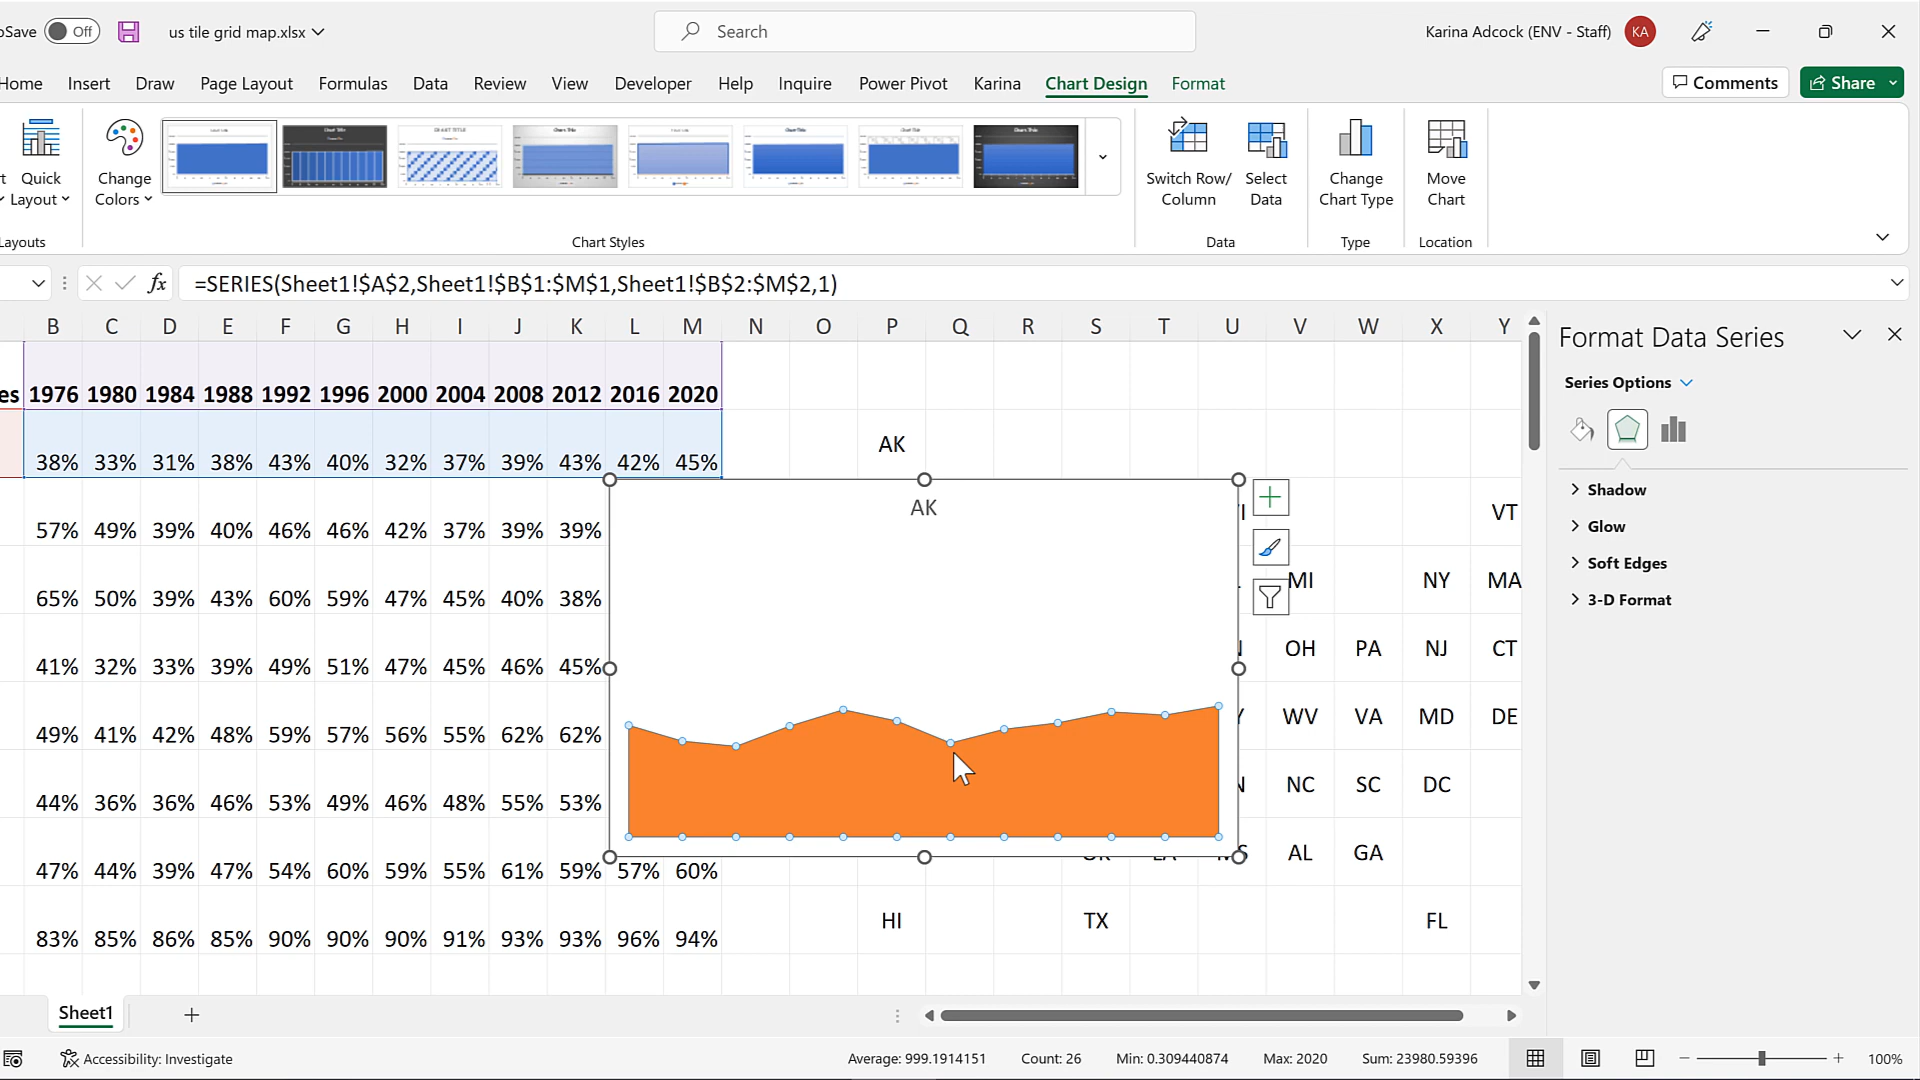 oSave Off us tile grid map.xlsx Search Karina Adcock (ENV - Staff) KA
Home Insert Draw Page Layout Formulas Data Review View Developer Help Inquire Power Pivot Karina Chart Design Format Comments Share
Quick Layout
Change Colors
Switch Row/ Column
Select Data
Change Chart Type
Move Chart
Layouts Chart Styles Data Type Location
fx =SERIES(Sheet1!$A$2,Sheet1!$B$1:$M$1,Sheet1!$B$2:$M$2,1)
B C D E F G H I J K L M N O P Q R S T U V W X Y
es 1976 1980 1984 1988 1992 1996 2000 2004 2008 2012 2016 2020
38% 33% 31% 38% 43% 40% 32% 37% 39% 43% 42% 45% AK
AK
57% 49% 39% 40% 46% 46% 42% 37% 39% 39% VT
65% 50% 39% 43% 60% 59% 47% 45% 40% 38% MI NY MA
41% 32% 33% 39% 49% 51% 47% 45% 46% 45% OH PA NJ CT
49% 41% 42% 48% 59% 57% 56% 55% 62% 62% WV VA MD DE
44% 36% 36% 46% 53% 49% 46% 48% 55% 53% NC SC DC
47% 44% 39% 47% 54% 60% 59% 55% 61% 59% 57% 60% AL GA
83% 85% 86% 85% 90% 90% 90% 91% 93% 93% 96% 94% HI TX FL
Format Data Series
Series Options
Shadow
Glow
Soft Edges
3-D Format
Sheet1
Accessibility: Investigate Average: 999.1914151 Count: 26 Min: 0.309440874 Max: 2020 Sum: 23980.59396 100%